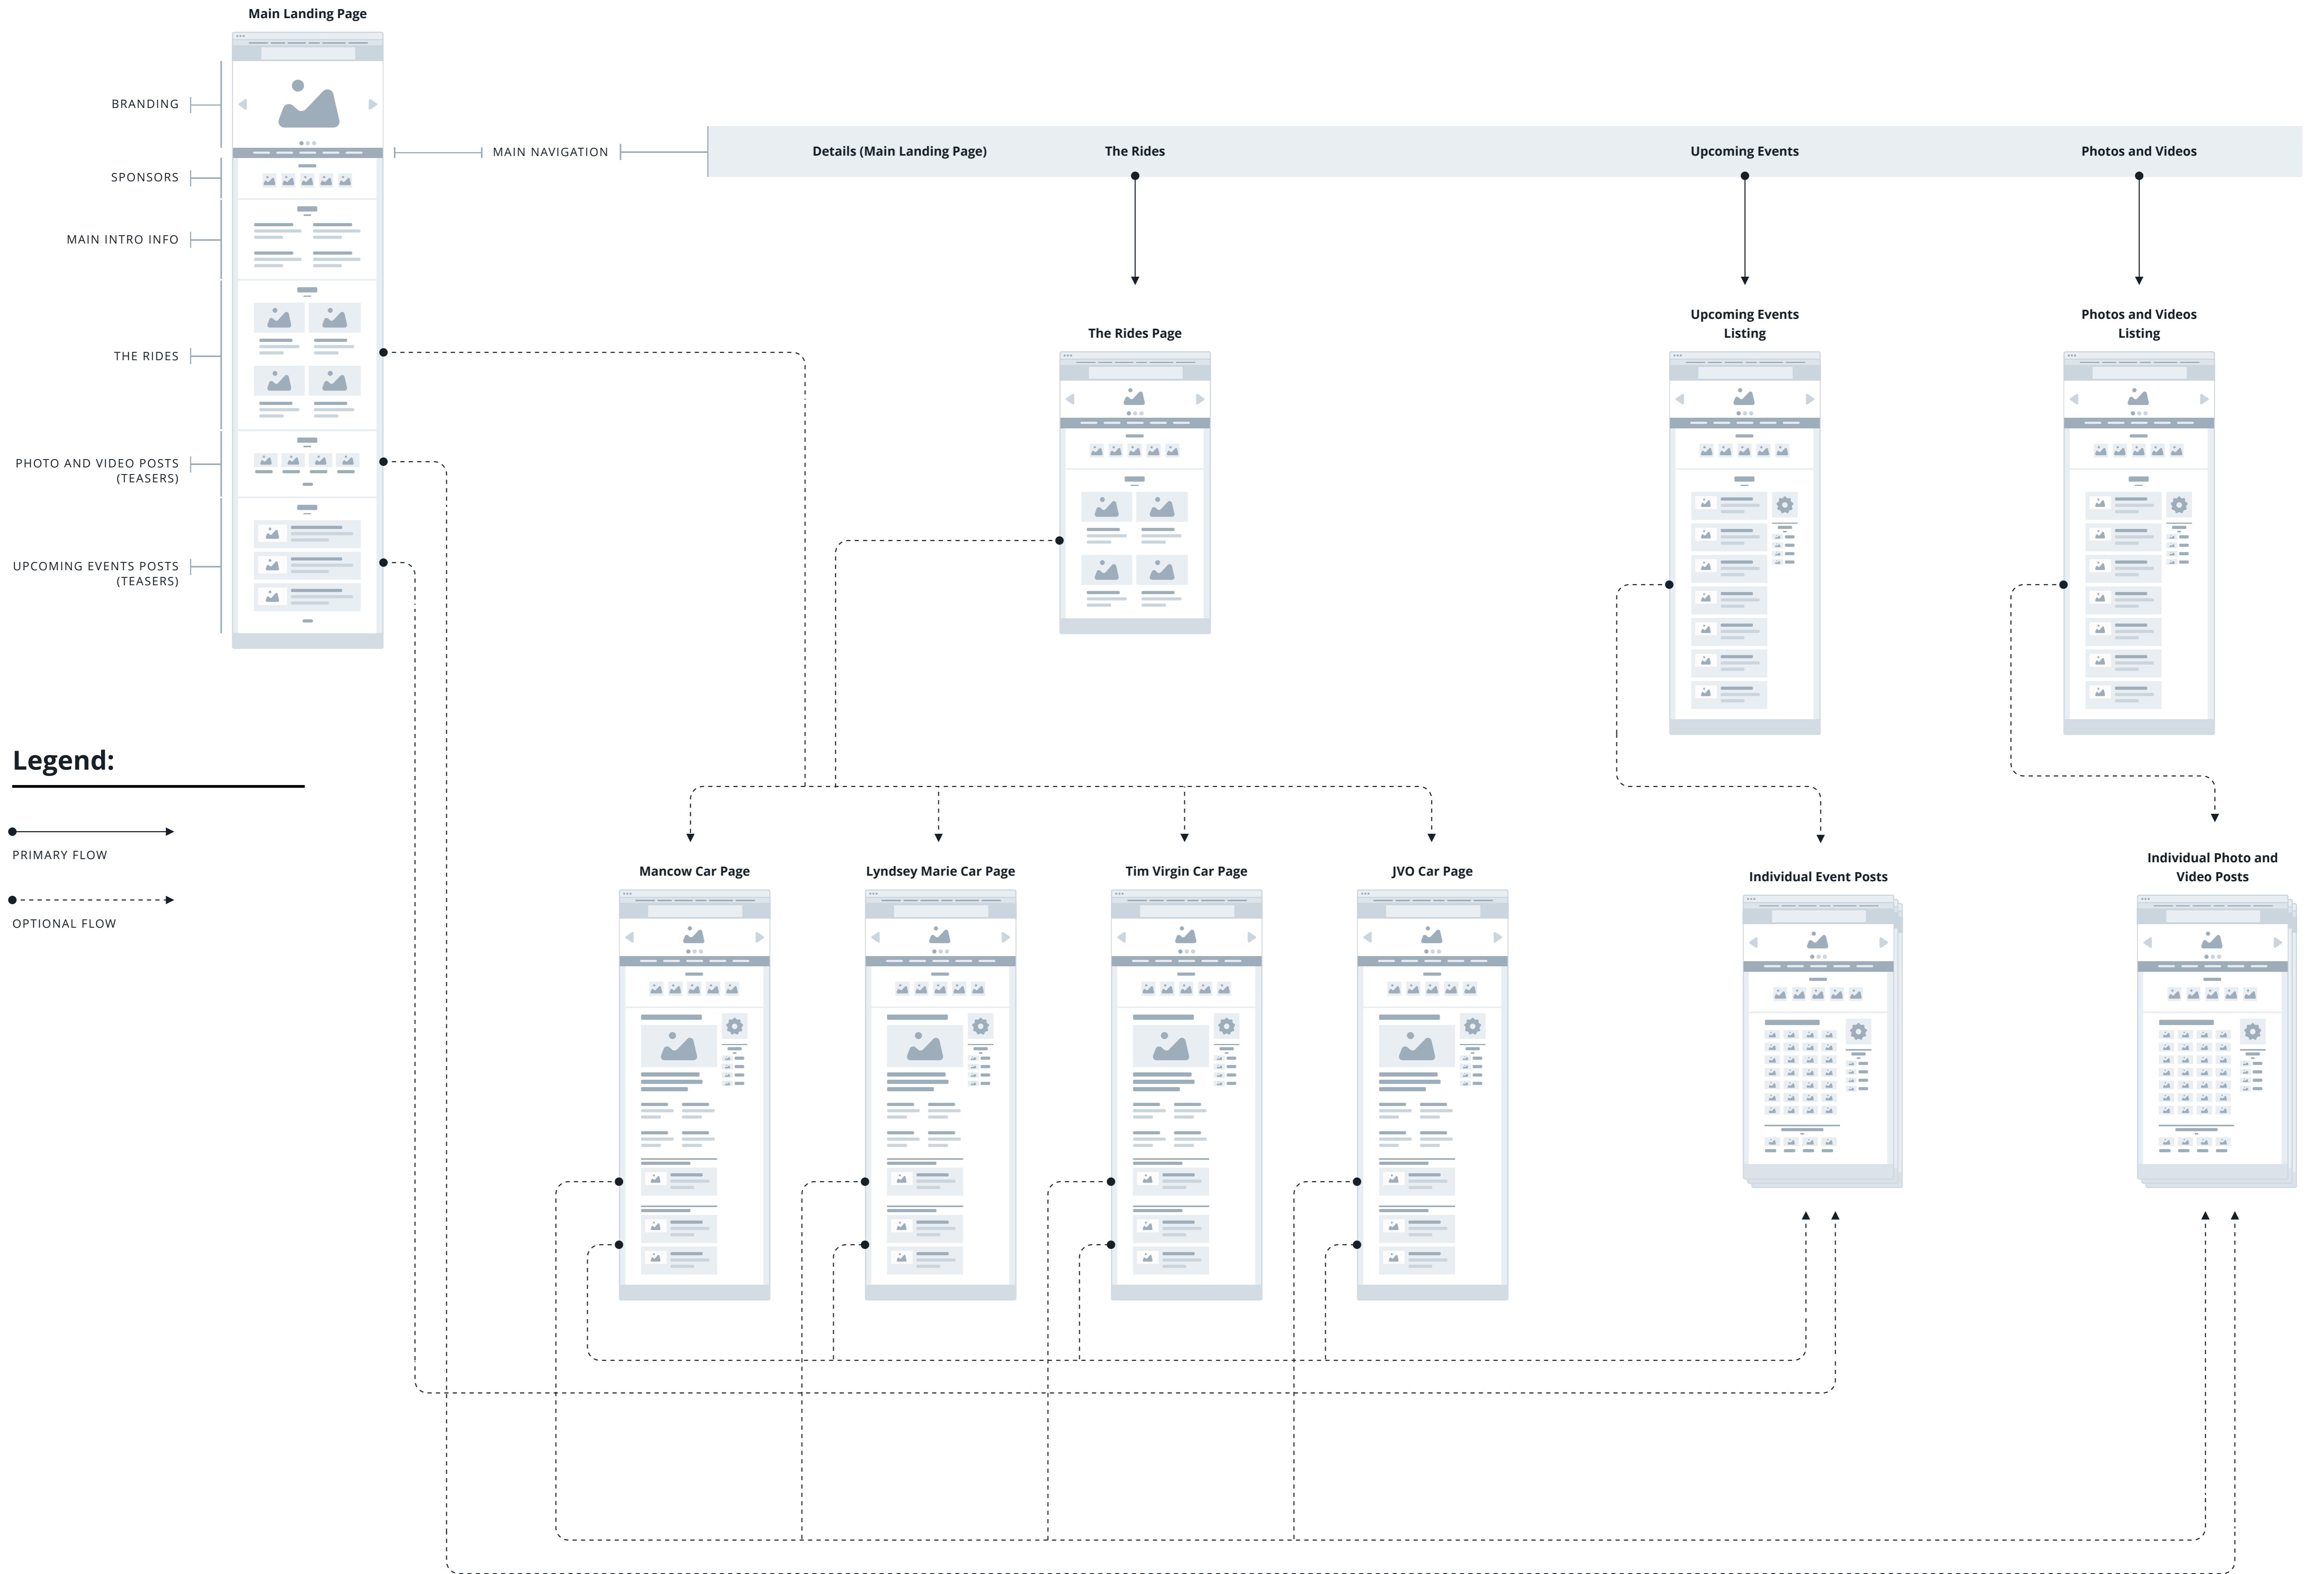 Main Landing Page
BRANDING
SPONSORS
MAIN INTRO INFO
THE RIDES
PHOTO AND VIDEO POSTS
(TEASERS)
UPCOMING EVENTS POSTS
(TEASERS)
MAIN NAVIGATION
Details (Main Landing Page)
The Rides
Upcoming Events
Photos and Videos
The Rides Page
Upcoming Events
Listing
Photos and Videos
Listing
Legend:
PRIMARY FLOW
OPTIONAL FLOW
Mancow Car Page
Lyndsey Marie Car Page
Tim Virgin Car Page
JVO Car Page
Individual Event Posts
Individual Photo and
Video Posts